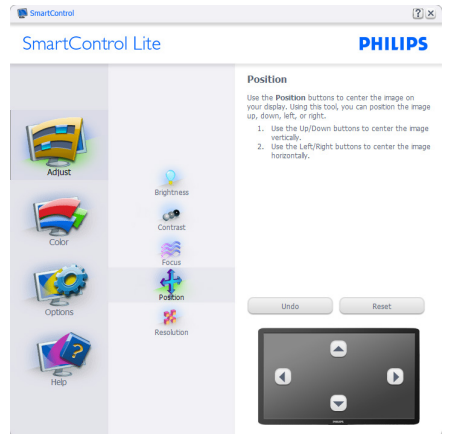 SmartControl
SmartControl Lite
PHILIPS
Adjust
Color
Options
Help
Brightness
Contrast
Focus
Position
Resolution
Position
Use the Position buttons to center the image on
your display. Using this tool, you can position the image
up, down, left, or right.
1. Use the Up/Down buttons to center the image
vertically.
2. Use the Left/Right buttons to center the image
horizontally.
Undo
Reset
PHILIPS